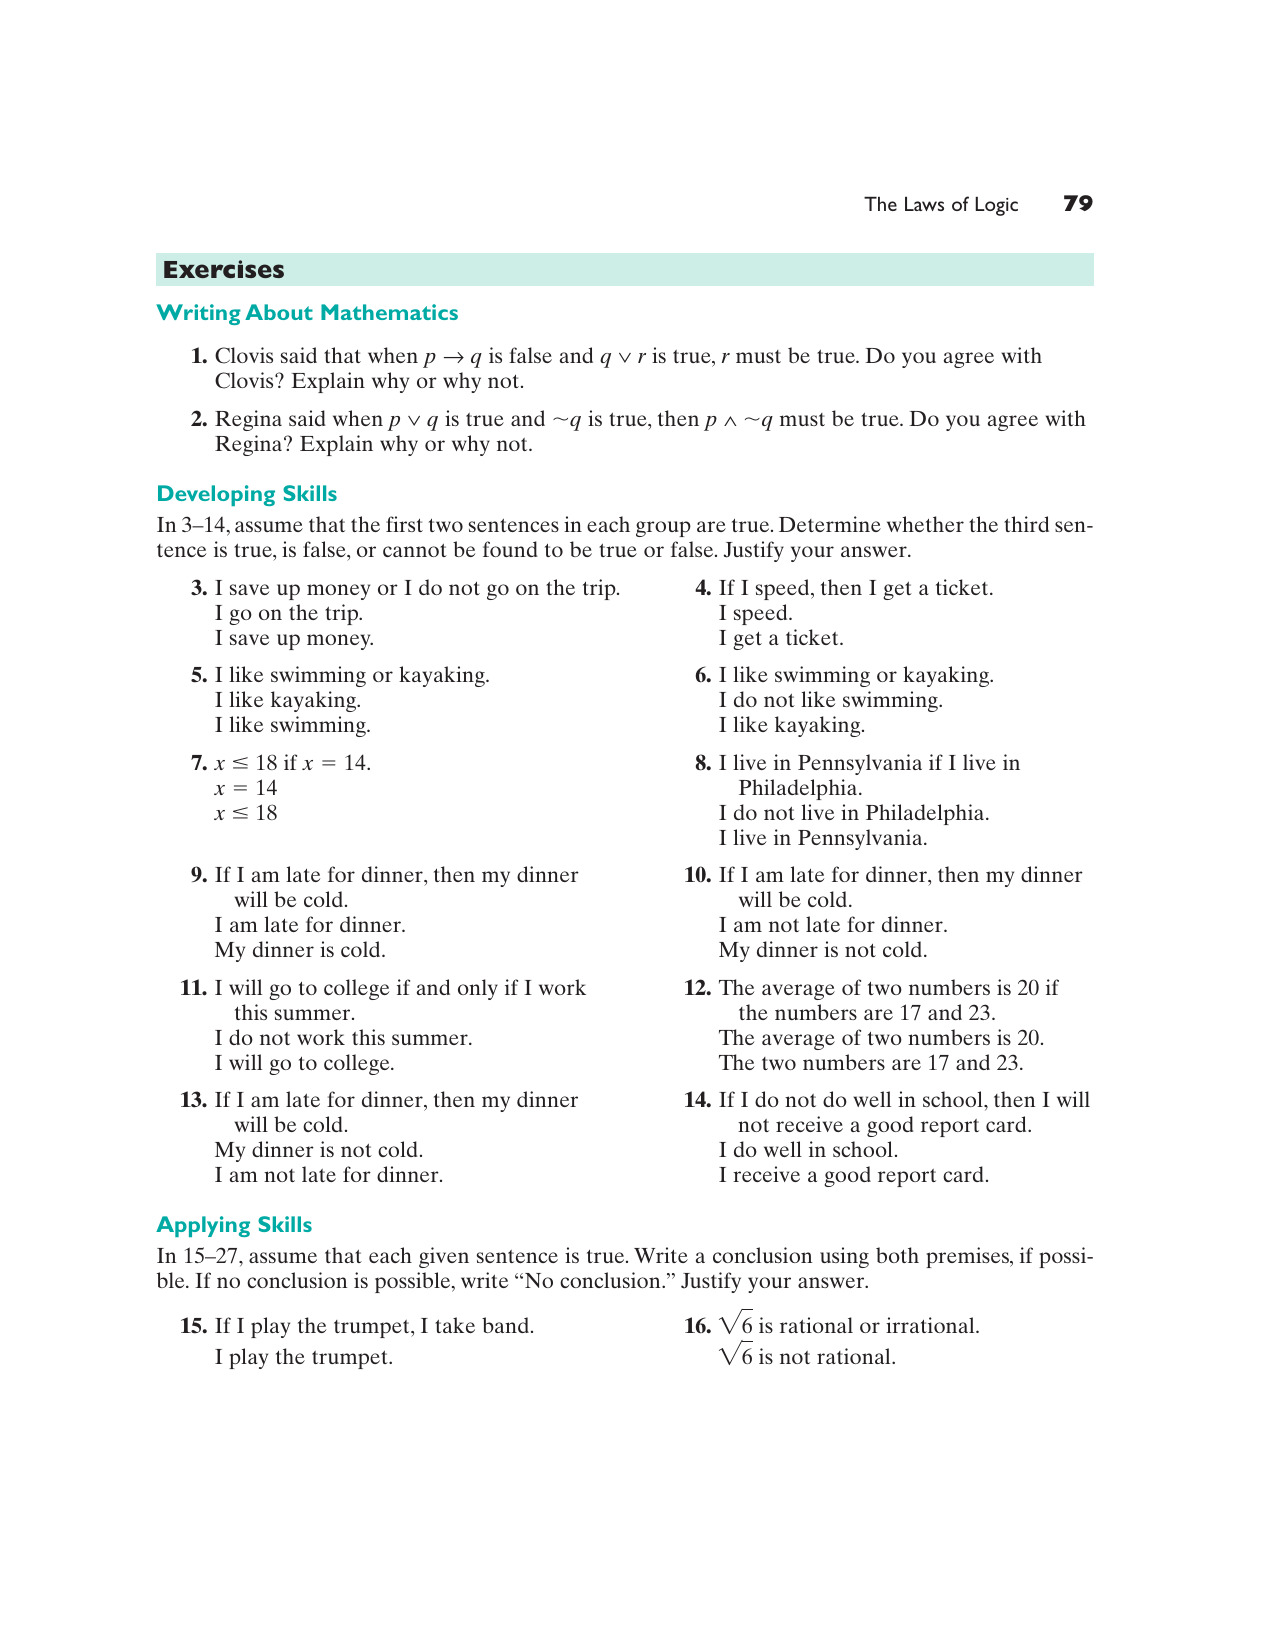 The Laws of Logic 79
Exercises
Writing About Mathematics
1. Clovis said that when p → q is false and q ∨ r is true, r must be true. Do you agree with
Clovis? Explain why or why not.
2. Regina said when p ∨ q is true and ~q is true, then p ∧ ~q must be true. Do you agree with
Regina? Explain why or why not.
Developing Skills
In 3–14, assume that the first two sentences in each group are true. Determine whether the third sen-
tence is true, is false, or cannot be found to be true or false. Justify your answer.
3. I save up money or I do not go on the trip.
I go on the trip.
I save up money.
4. If I speed, then I get a ticket.
I speed.
I get a ticket.
5. I like swimming or kayaking.
I like kayaking.
I like swimming.
6. I like swimming or kayaking.
I do not like swimming.
I like kayaking.
7. x ≤ 18 if x = 14.
x = 14
x ≤ 18
8. I live in Pennsylvania if I live in
Philadelphia.
I do not live in Philadelphia.
I live in Pennsylvania.
9. If I am late for dinner, then my dinner
will be cold.
I am late for dinner.
My dinner is cold.
10. If I am late for dinner, then my dinner
will be cold.
I am not late for dinner.
My dinner is not cold.
11. I will go to college if and only if I work
this summer.
I do not work this summer.
I will go to college.
12. The average of two numbers is 20 if
the numbers are 17 and 23.
The average of two numbers is 20.
The two numbers are 17 and 23.
13. If I am late for dinner, then my dinner
will be cold.
My dinner is not cold.
I am not late for dinner.
14. If I do not do well in school, then I will
not receive a good report card.
I do well in school.
I receive a good report card.
Applying Skills
In 15–27, assume that each given sentence is true. Write a conclusion using both premises, if possi-
ble. If no conclusion is possible, write “No conclusion.” Justify your answer.
15. If I play the trumpet, I take band.
I play the trumpet.
16. √6 is rational or irrational.
√6 is not rational.